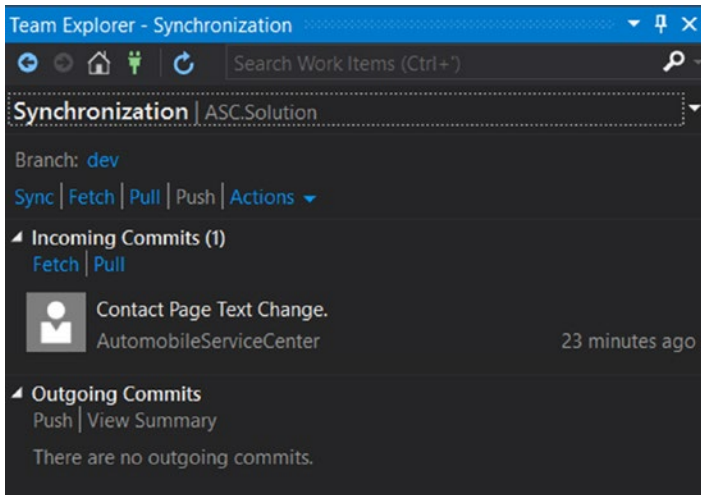 Team Explorer - Synchronization
Search Work Items (Ctrl+')
Synchronization | ASC.Solution
Branch: dev
Sync | Fetch | Pull | Push | Actions
Incoming Commits (1)
Fetch | Pull
Contact Page Text Change.
AutomobileServiceCenter 23 minutes ago
Outgoing Commits
Push | View Summary
There are no outgoing commits.